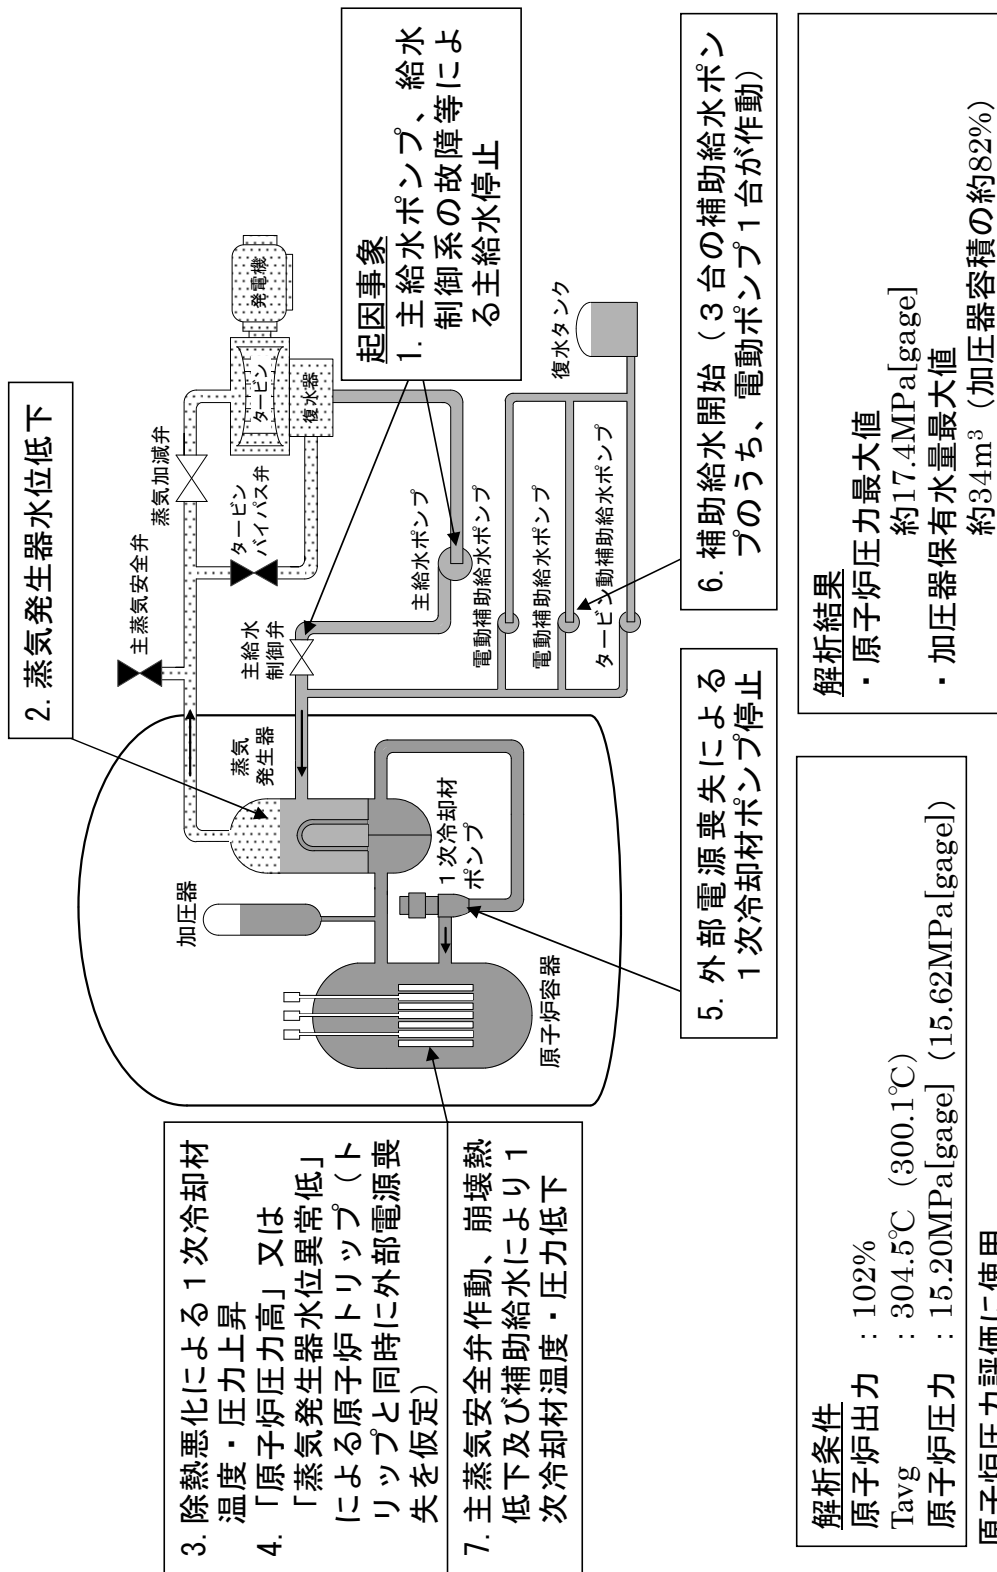 2. 蒸気発生器水位低下
起因事象
1. 主給水ポンプ、給水
制御系の故障等によ
る主給水停止
3. 除熱悪化による１次冷却材
温度・圧力上昇
4. 「原子炉圧力高」又は
「蒸気発生器水位異常低」
による原子炉トリップ（ト
リップと同時に外部電源喪
失を仮定）
7. 主蒸気安全弁作動、崩壊熱
低下及び補助給水により１
次冷却材温度・圧力低下
加圧器
蒸気
発生器
１次冷却材
ポンプ
原子炉容器
主蒸気安全弁
蒸気加減弁
タービン
バイパス弁
タービン
発電機
復水器
主給水
制御弁
主給水ポンプ
電動補助給水ポンプ
電動補助給水ポンプ
タービン動補助給水ポンプ
復水タンク
5. 外部電源喪失による
１次冷却材ポンプ停止
6. 補助給水開始（３台の補助給水ポン
プのうち、電動ポンプ１台が作動）
解析条件
原子炉出力 : 102%
Tavg : 304.5℃（300.1℃）
原子炉圧力 : 15.20MPa[gage]（15.62MPa[gage]）
解析結果
・原子炉圧力最大値
約17.4MPa[gage]
・加圧器保有水量最大値
約34m³（加圧器容積の約82%）